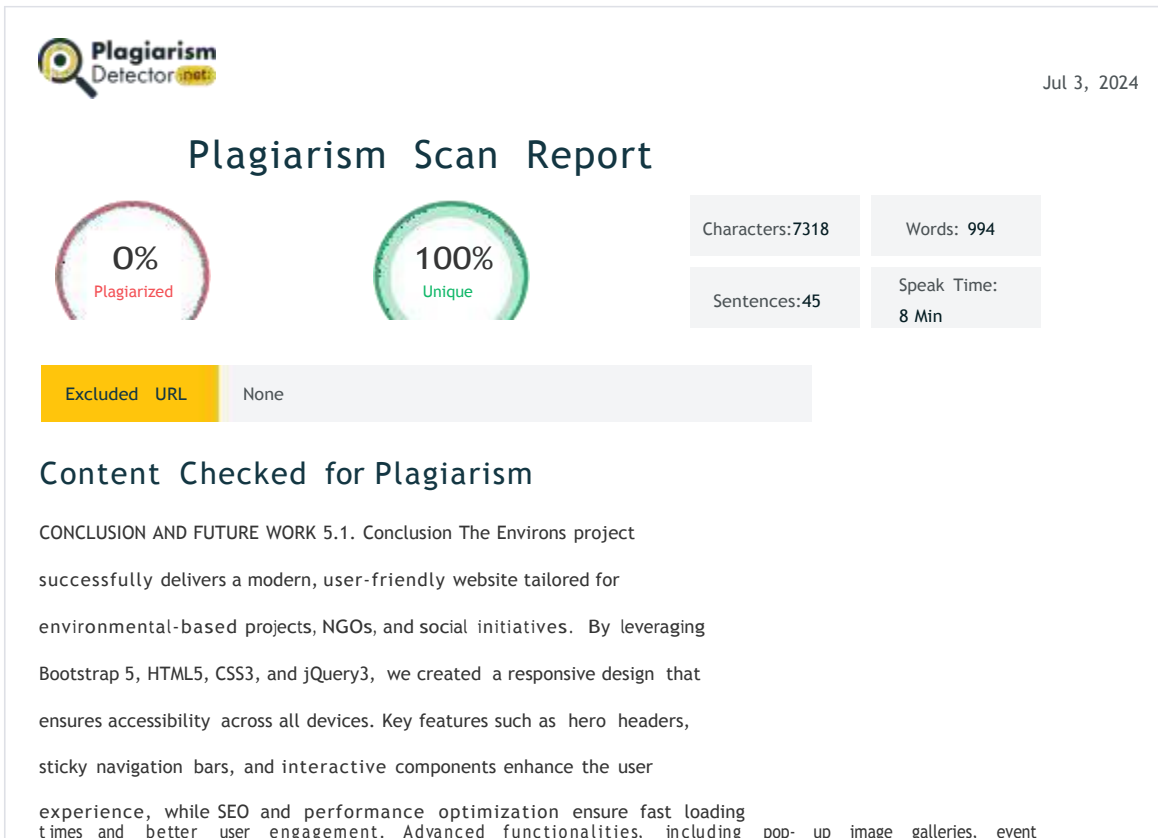 Plagiarism
Detector.net
Jul 3, 2024
Plagiarism Scan Report
0%
Plagiarized
100%
Unique
Characters:7318
Words: 994
Sentences:45
Speak Time:
8 Min
Excluded URL
None
Content Checked for Plagiarism
CONCLUSION AND FUTURE WORK 5.1. Conclusion The Environs project
successfully delivers a modern, user-friendly website tailored for
environmental-based projects, NGOs, and social initiatives. By leveraging
Bootstrap 5, HTML5, CSS3, and jQuery3, we created a responsive design that
ensures accessibility across all devices. Key features such as hero headers,
sticky navigation bars, and interactive components enhance the user
experience, while SEO and performance optimization ensure fast loading
times and better user engagement. Advanced functionalities, including pop- up image galleries, event